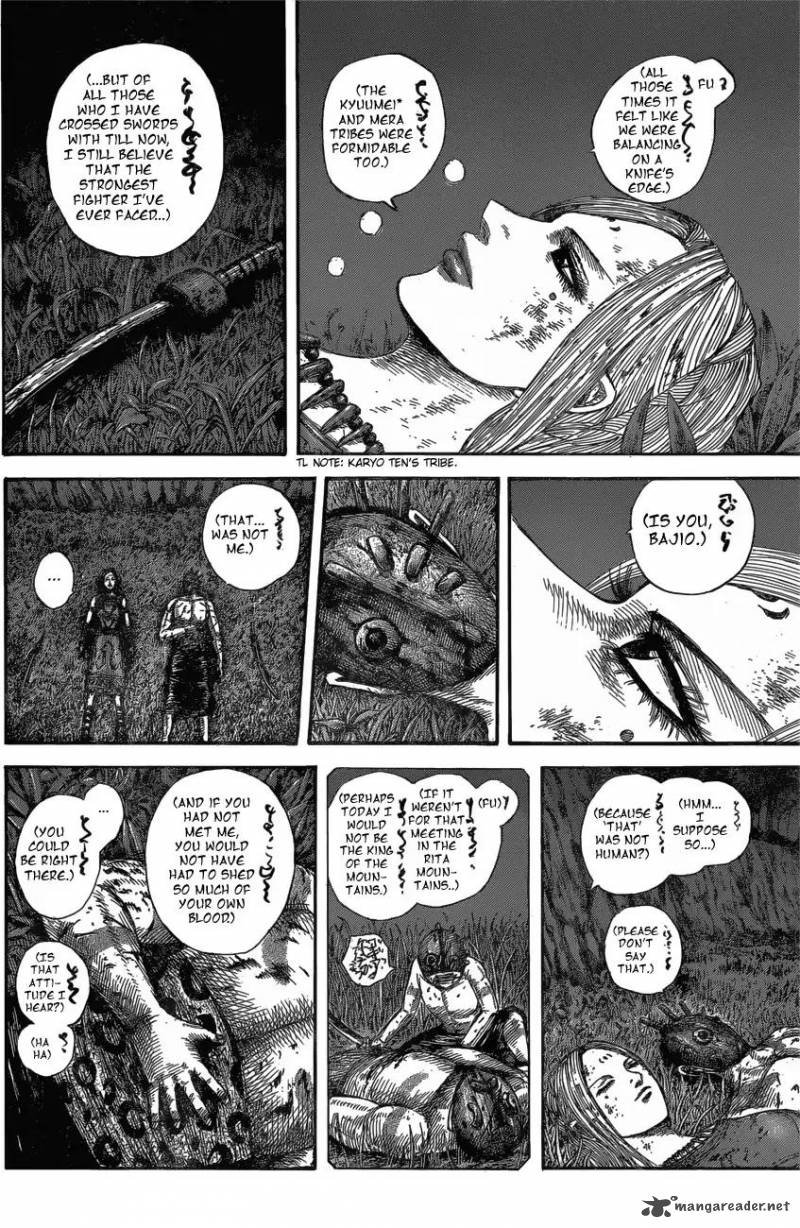 FU
(ALL
THOSE
TIMES IT
FELT LIKE
WE WERE
BALANCING
ON A
KNIFE'S
EDGE.)
(THE
KYUUMEI*
AND MERA
TRIBES WERE
FORMIDABLE
TOO.)
(...BUT OF
ALL THOSE
WHO I HAVE
CROSSED SWORDS
WITH TILL NOW,
I STILL BELIEVE
THAT THE
STRONGEST
FIGHTER I'VE
EVER FACED...)
TL NOTE: KARYO TEN'S TRIBE.
(IS YOU,
BAJIO.)
(THAT...
WAS NOT
ME.)
...
(HMM...
I
SUPPOSE
SO...)
(BECAUSE
'THAT'
WAS NOT
HUMAN?)
(PLEASE
DON'T
SAY
THAT.)
(FU)
(IF IT
WEREN'T
FOR THAT
MEETING
IN THE
RITA
MOUN-
TAINS..)
(PERHAPS
TODAY I
WOULD
NOT BE
THE KING
OF THE
MOUN-
TAINS.)
(AND IF YOU
HAD NOT
MET ME,
YOU WOULD
NOT HAVE
HAD TO SHED
SO MUCH OF
YOUR OWN
BLOOD.)
...
(YOU
COULD
BE RIGHT
THERE.)
(IS
THAT
ATTI-
TUDE I
HEAR?)
(HA
HA)
mangareader.net